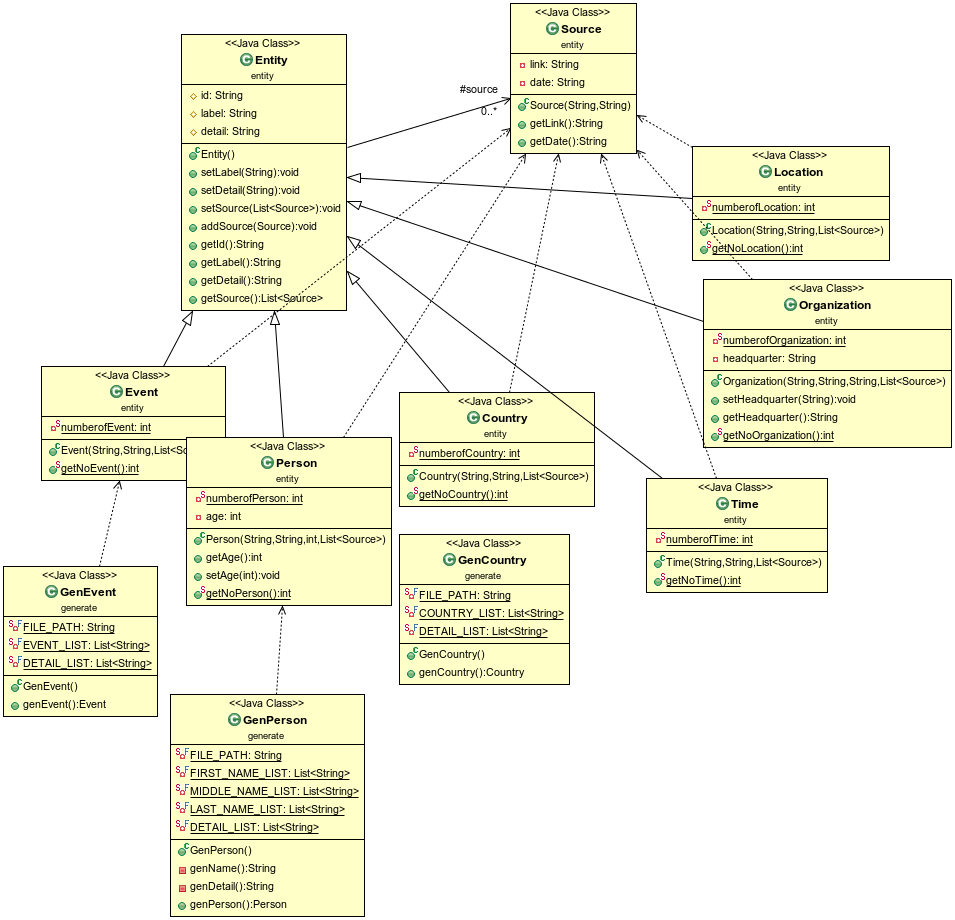 <<Java Class>>
Source
entity
link: String
date: String
Source(String,String)
getLink():String
getDate():String
<<Java Class>>
Entity
entity
id: String
label: String
detail: String
Entity()
setLabel(String):void
setDetail(String):void
setSource(List<Source>):void
addSource(Source):void
getId():String
getLabel():String
getDetail():String
getSource():List<Source>
#source
0..*
<<Java Class>>
Location
entity
numberofLocation: int
Location(String,String,List<Source>)
getNoLocation():int
<<Java Class>>
Organization
entity
numberofOrganization: int
headquarter: String
Organization(String,String,String,List<Source>)
setHeadquarter(String):void
getHeadquarter():String
getNoOrganization():int
<<Java Class>>
Event
entity
numberofEvent: int
Event(String,String,List<So
getNoEvent():int
<<Java Class>>
Person
entity
numberofPerson: int
age: int
Person(String,String,int,List<Source>)
getAge():int
setAge(int):void
getNoPerson():int
<<Java Class>>
Country
entity
numberofCountry: int
Country(String,String,List<Source>)
getNoCountry():int
<<Java Class>>
Time
entity
numberofTime: int
Time(String,String,List<Source>)
getNoTime():int
<<Java Class>>
GenEvent
generate
FILE_PATH: String
EVENT_LIST: List<String>
DETAIL_LIST: List<String>
GenEvent()
genEvent():Event
<<Java Class>>
GenCountry
generate
FILE_PATH: String
COUNTRY_LIST: List<String>
DETAIL_LIST: List<String>
GenCountry()
genCountry():Country
<<Java Class>>
GenPerson
generate
FILE_PATH: String
FIRST_NAME_LIST: List<String>
MIDDLE_NAME_LIST: List<String>
LAST_NAME_LIST: List<String>
DETAIL_LIST: List<String>
GenPerson()
genName():String
genDetail():String
genPerson():Person